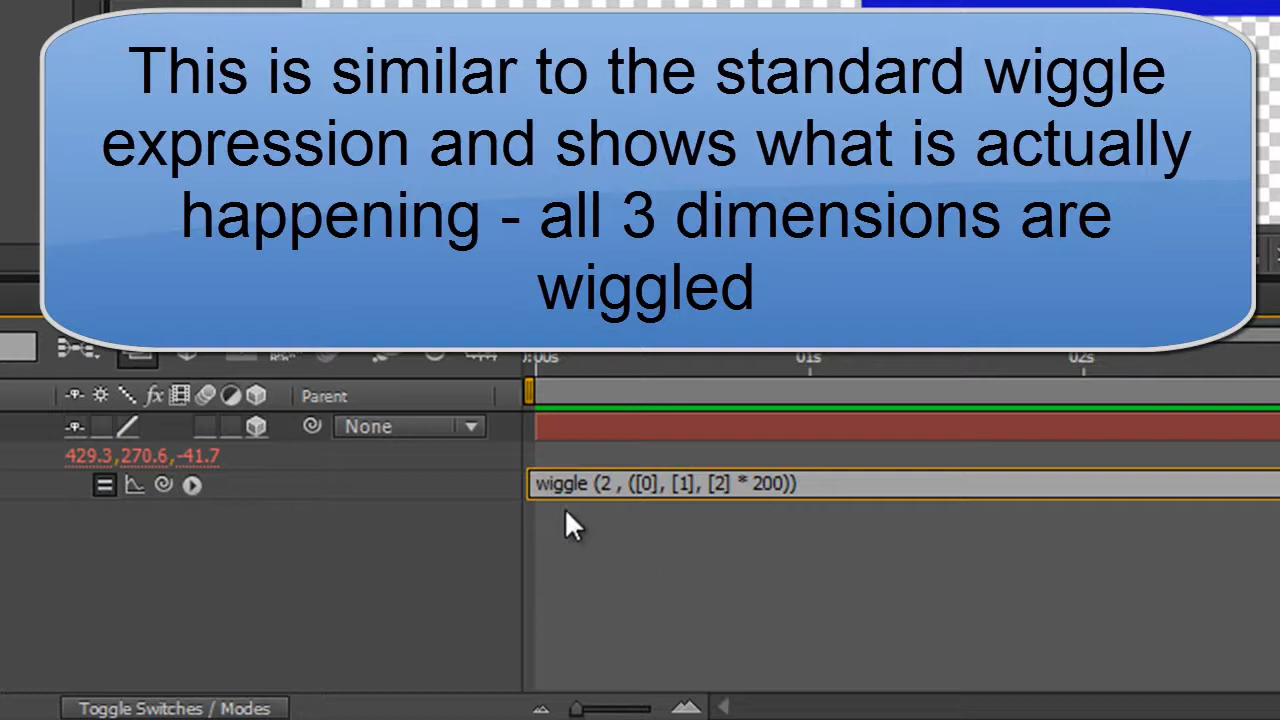 This is similar to the standard wiggle
expression and shows what is actually
happening - all 3 dimensions are
wiggled
0:00s 01s 02s
fx Parent
None
429.3,270.6,-41.7
wiggle (2 , ([0], [1], [2] * 200))
Toggle Switches / Modes